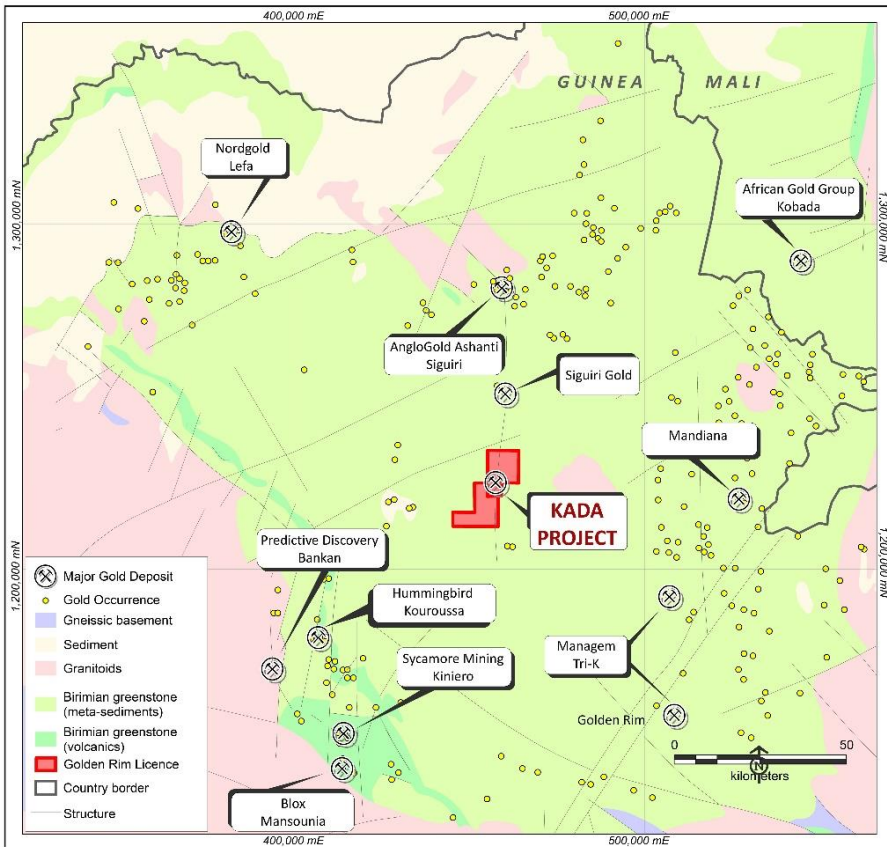 400,000 mE
500,000 mE
GUINEA
MALI
Nordgold
Lefa
African Gold Group
Kobada
1,300,000 mN
1,300,000 mN
AngloGold Ashanti
Siguiri
Siguiri Gold
Mandiana
KADA
PROJECT
Predictive Discovery
Bankan
Hummingbird
Kouroussa
Sycamore Mining
Kiniero
Managem
Tri-K
Golden Rim
1,200,000 mN
1,200,000 mN
Blox
Mansounia
Major Gold Deposit
Gold Occurrence
Gneissic basement
Sediment
Granitoids
Birimian greenstone
(meta-sediments)
Birimian greenstone
(volcanics)
Golden Rim Licence
Country border
Structure
0
50
N
kilometers
400,000 mE
500,000 mE